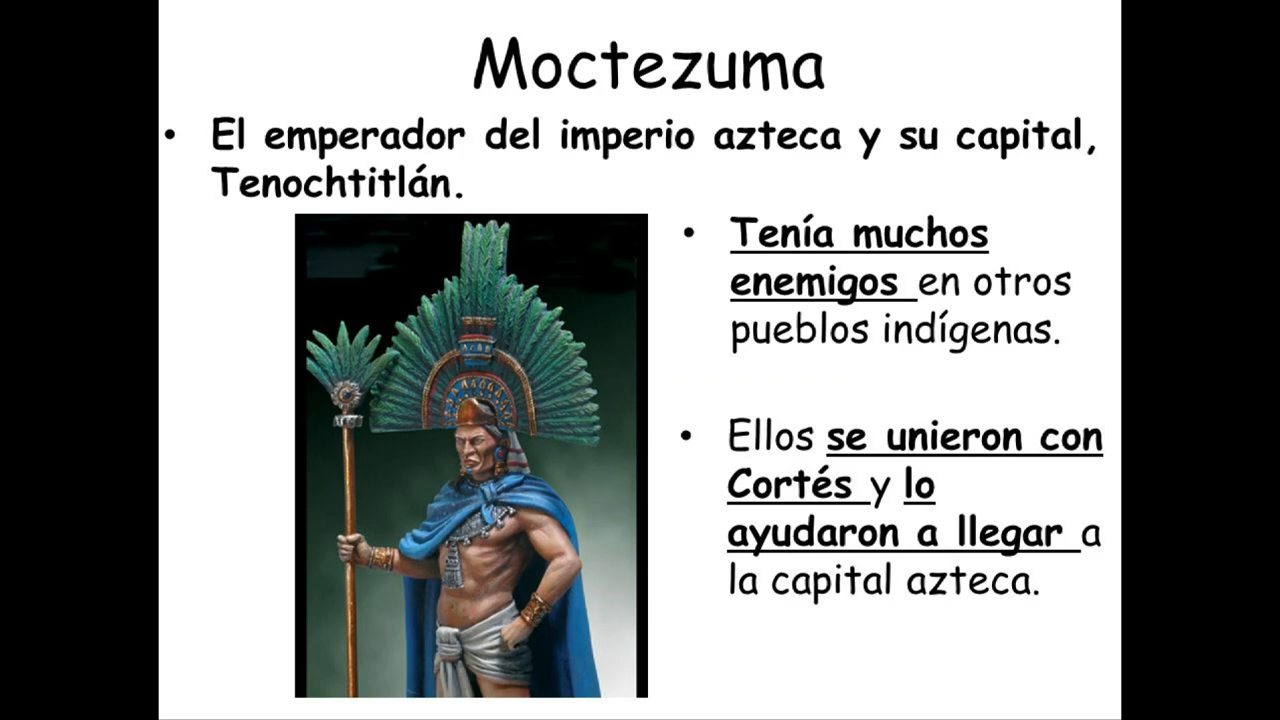 Moctezuma
• El emperador del imperio azteca y su capital,
Tenochtitlán.
• Tenía muchos
enemigos en otros
pueblos indígenas.
• Ellos se unieron con
Cortés y lo
ayudaron a llegar a
la capital azteca.